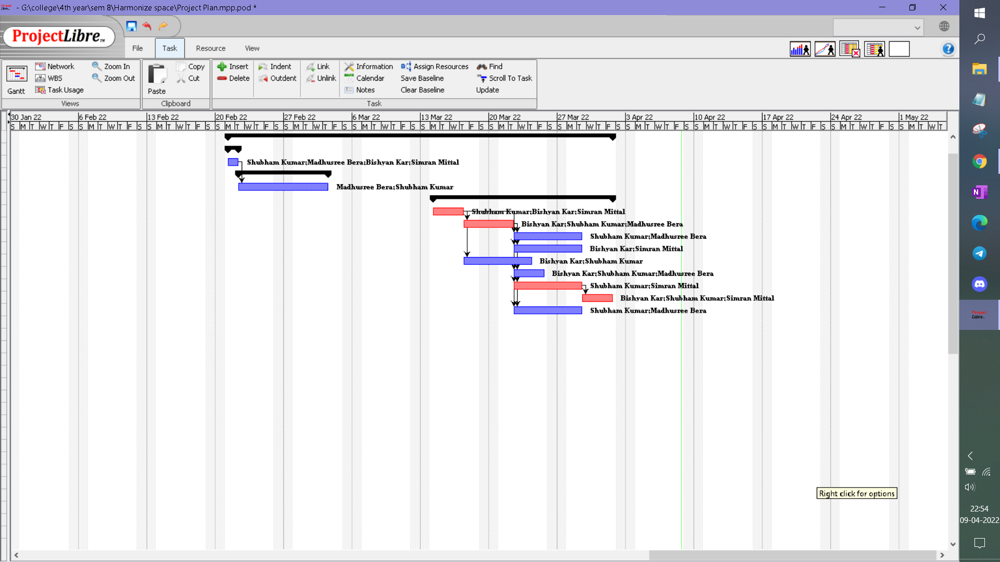 - G:\college\4th year\sem 8\Harmonize space\Project Plan.mpp.pod *
ProjectLibre™
File Task Resource View
Network Zoom In
WBS Zoom Out
Gantt Task Usage
Views
Copy
Cut
Paste
Clipboard
Insert Indent Link Information Assign Resources Find
Delete Outdent Unlink Calendar Save Baseline Scroll To Task
Notes Clear Baseline Update
Task
30 Jan 22 6 Feb 22 13 Feb 22 20 Feb 22 27 Feb 22 6 Mar 22 13 Mar 22 20 Mar 22 27 Mar 22 3 Apr 22 10 Apr 22 17 Apr 22 24 Apr 22 1 May 22
S M T W T F S S M T W T F S S M T W T F S S M T W T F S S M T W T F S S M T W T F S S M T W T F S S M T W T F S S M T W T F S S M T W T F S S M T W T F S S M T W T F S S M T W T F S S M T W T
Shubham Kumar;Madhusree Bera;Bishyan Kar;Simran Mittal
Madhusree Bera;Shubham Kumar
Shubham Kumar;Bishyan Kar;Simran Mittal
Bishyan Kar;Shubham Kumar;Madhusree Bera
Shubham Kumar;Madhusree Bera
Bishyan Kar;Simran Mittal
Bishyan Kar;Shubham Kumar
Bishyan Kar;Shubham Kumar;Madhusree Bera
Shubham Kumar;Simran Mittal
Bishyan Kar;Shubham Kumar;Simran Mittal
Shubham Kumar;Madhusree Bera
Right click for options
N
Project
Libre
22:54
09-04-2022